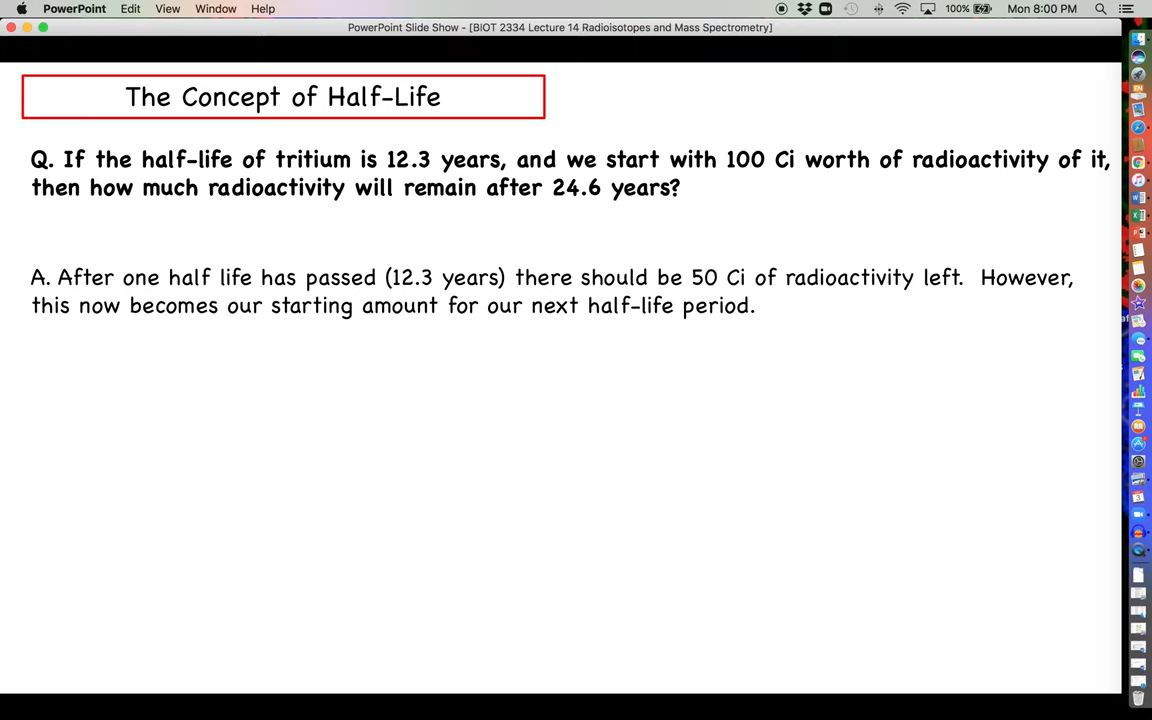 PowerPoint Edit View Window Help 100% Mon 8:00 PM
PowerPoint Slide Show - [BIOT 2334 Lecture 14 Radioisotopes and Mass Spectrometry]
The Concept of Half-Life
Q. If the half-life of tritium is 12.3 years, and we start with 100 Ci worth of radioactivity of it,
then how much radioactivity will remain after 24.6 years?
A. After one half life has passed (12.3 years) there should be 50 Ci of radioactivity left. However,
this now becomes our starting amount for our next half-life period.